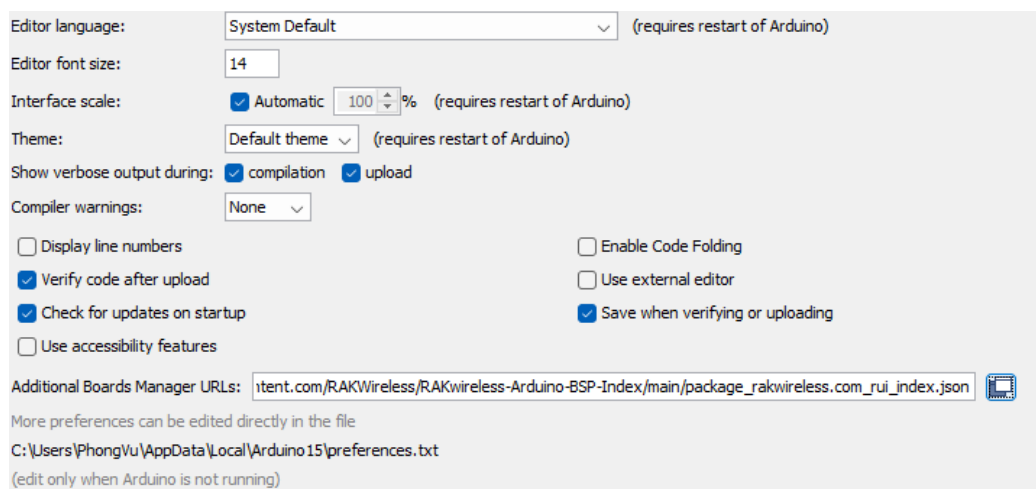 Editor language: System Default (requires restart of Arduino)
Editor font size: 14
Interface scale: Automatic 100 % (requires restart of Arduino)
Theme: Default theme (requires restart of Arduino)
Show verbose output during: compilation upload
Compiler warnings: None
Display line numbers Enable Code Folding
Verify code after upload Use external editor
Check for updates on startup Save when verifying or uploading
Use accessibility features
Additional Boards Manager URLs: ntent.com/RAKWireless/RAKwireless-Arduino-BSP-Index/main/package_rakwireless.com_rui_index.json
More preferences can be edited directly in the file
C:\Users\PhongVu\AppData\Local\Arduino15\preferences.txt
(edit only when Arduino is not running)